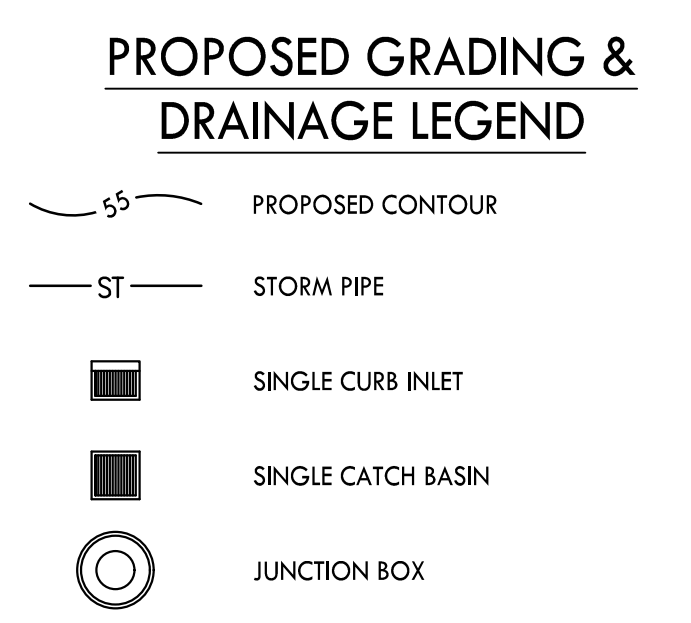 PROPOSED GRADING &
DRAINAGE LEGEND
55 PROPOSED CONTOUR
ST STORM PIPE
SINGLE CURB INLET
SINGLE CATCH BASIN
JUNCTION BOX